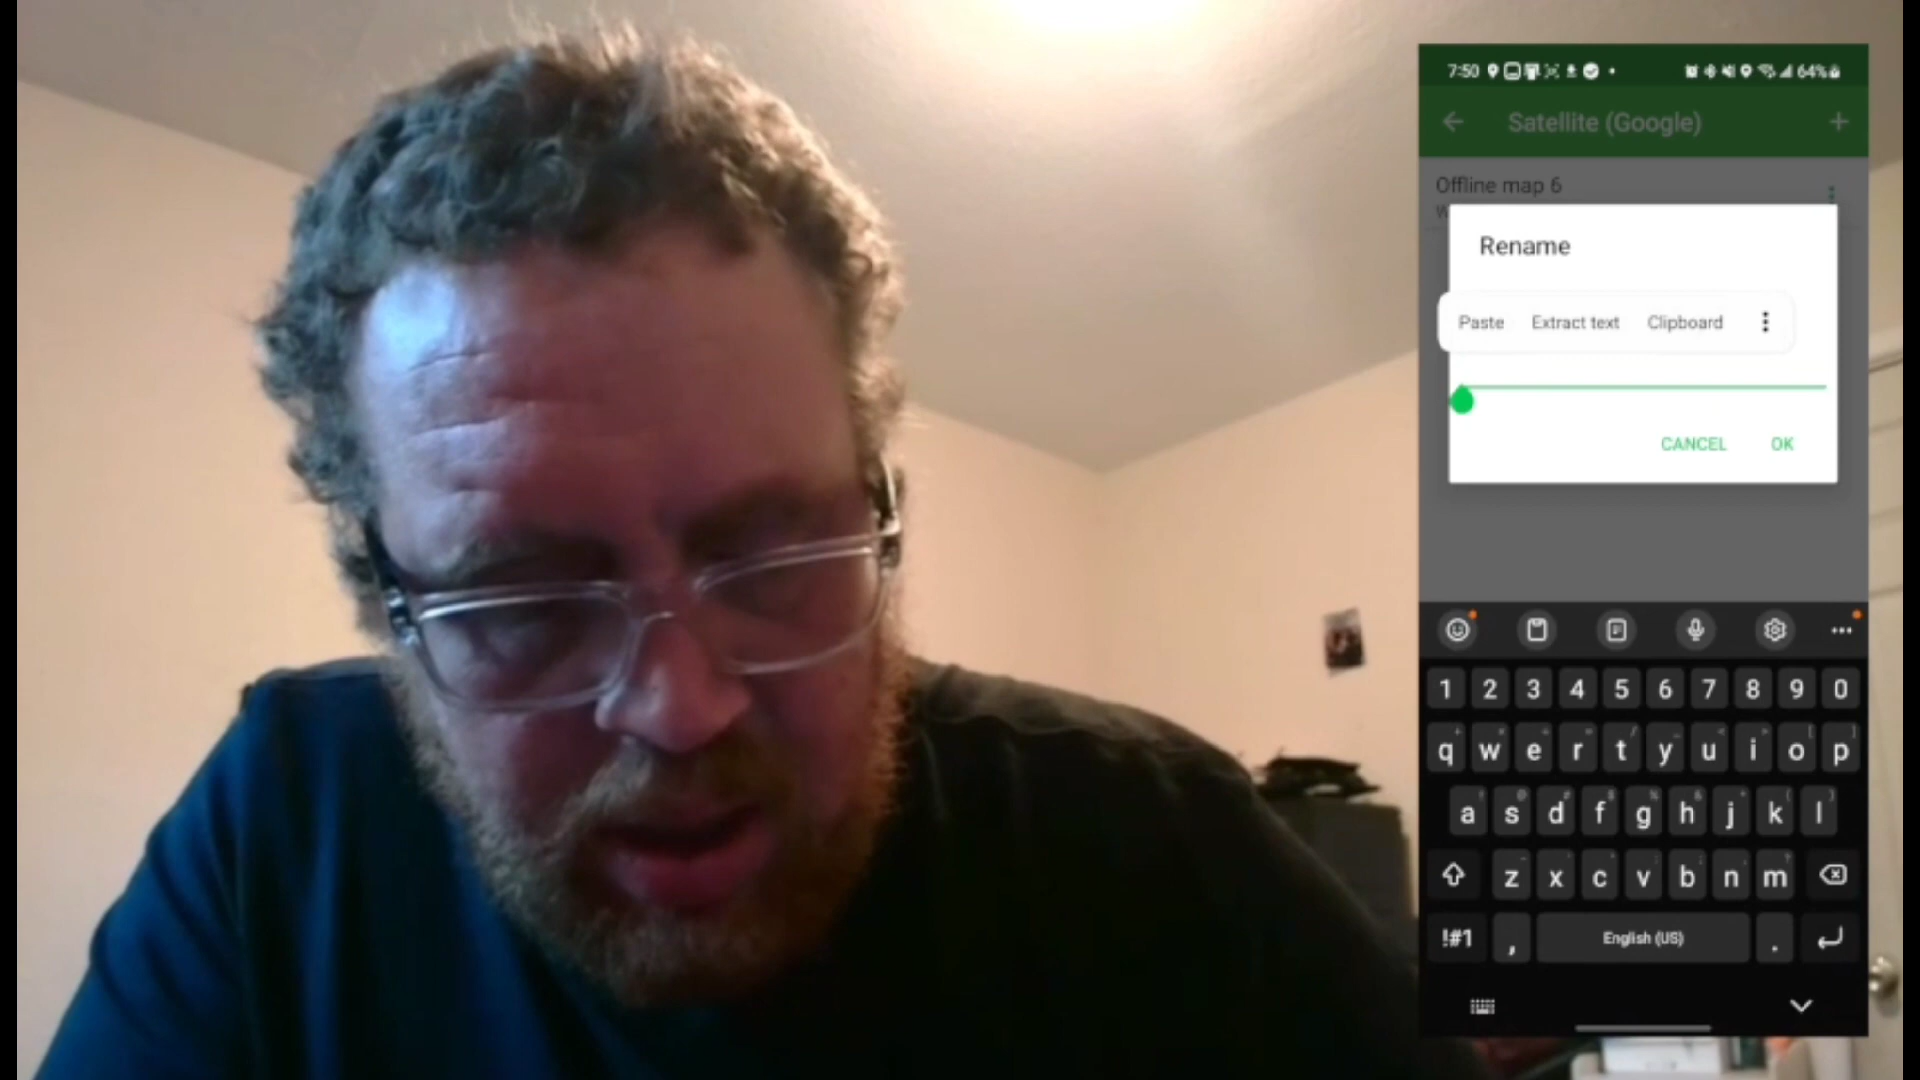 7:50
64%
Satellite (Google)
Offline map 6
W
Rename
Paste Extract text Clipboard
CANCEL OK
1 2 3 4 5 6 7 8 9 0
q w e r t y u i o p
a s d f g h j k l
z x c v b n m
!#1 , English (US) .